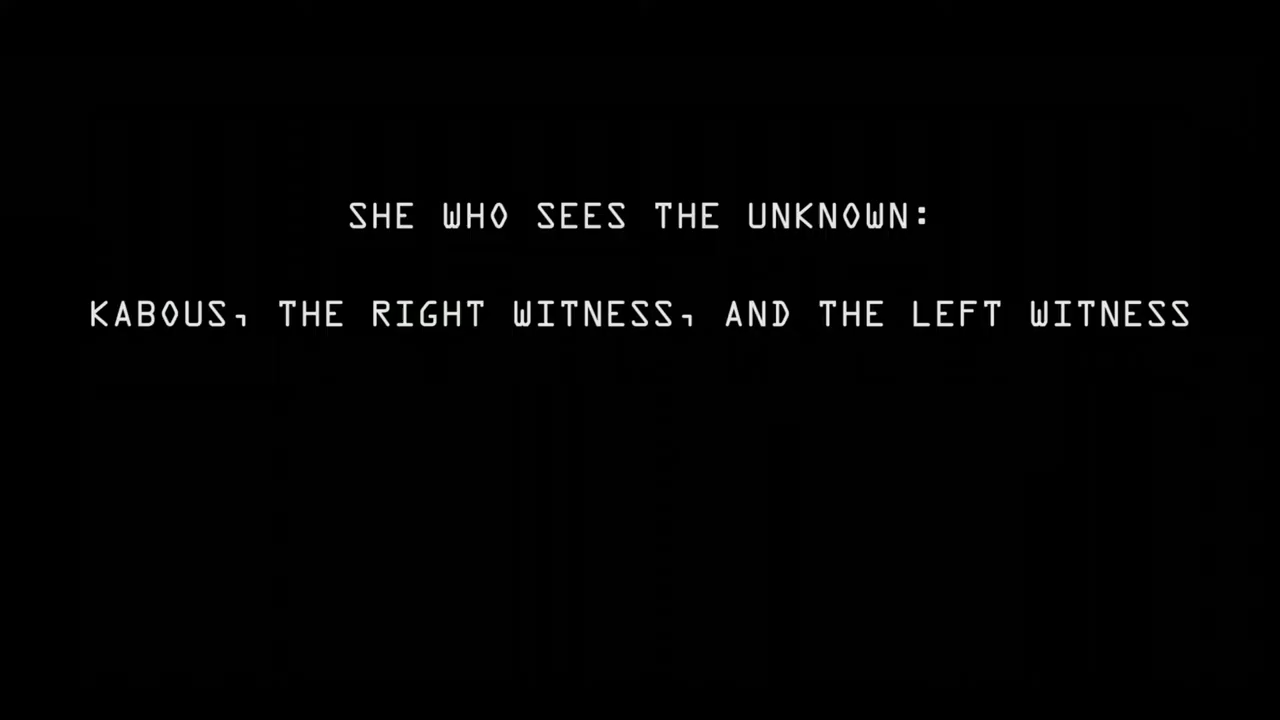 SHE WHO SEES THE UNKNOWN:
KABOUS, THE RIGHT WITNESS, AND THE LEFT WITNESS